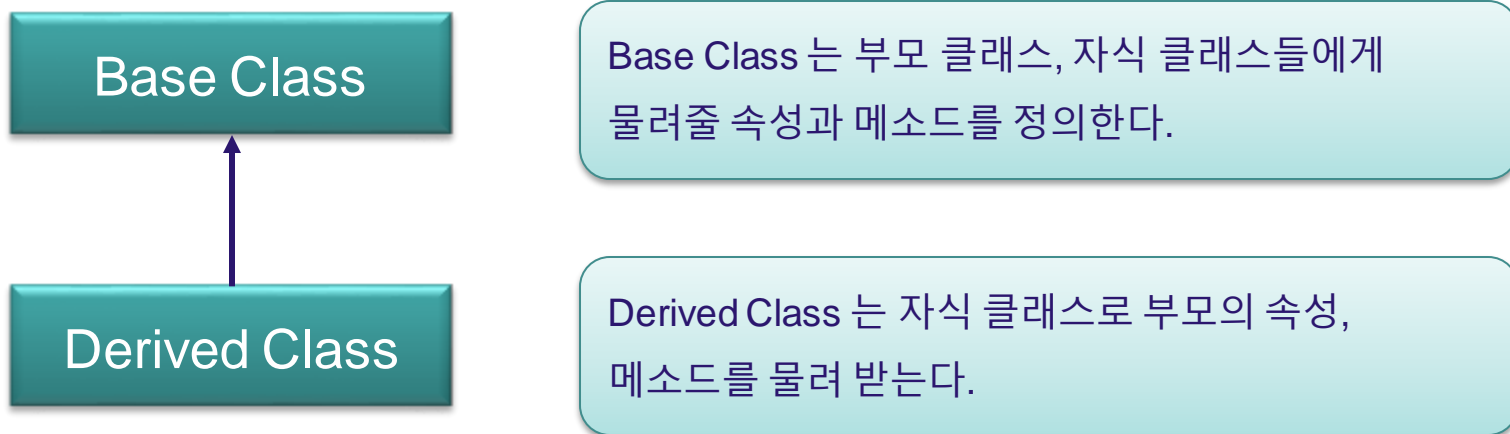 Base Class
Base Class 는 부모 클래스, 자식 클래스들에게
물려줄 속성과 메소드를 정의한다.
Derived Class
Derived Class 는 자식 클래스로 부모의 속성,
메소드를 물려 받는다.